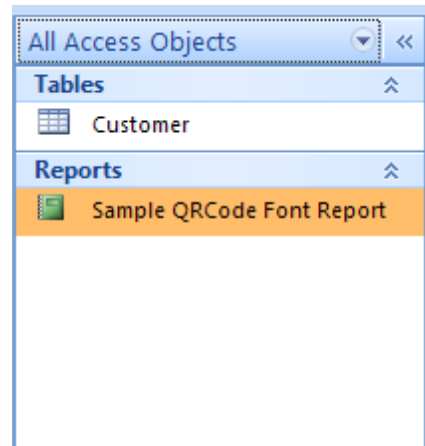 All Access Objects
Tables
Customer
Reports
Sample QRCode Font Report